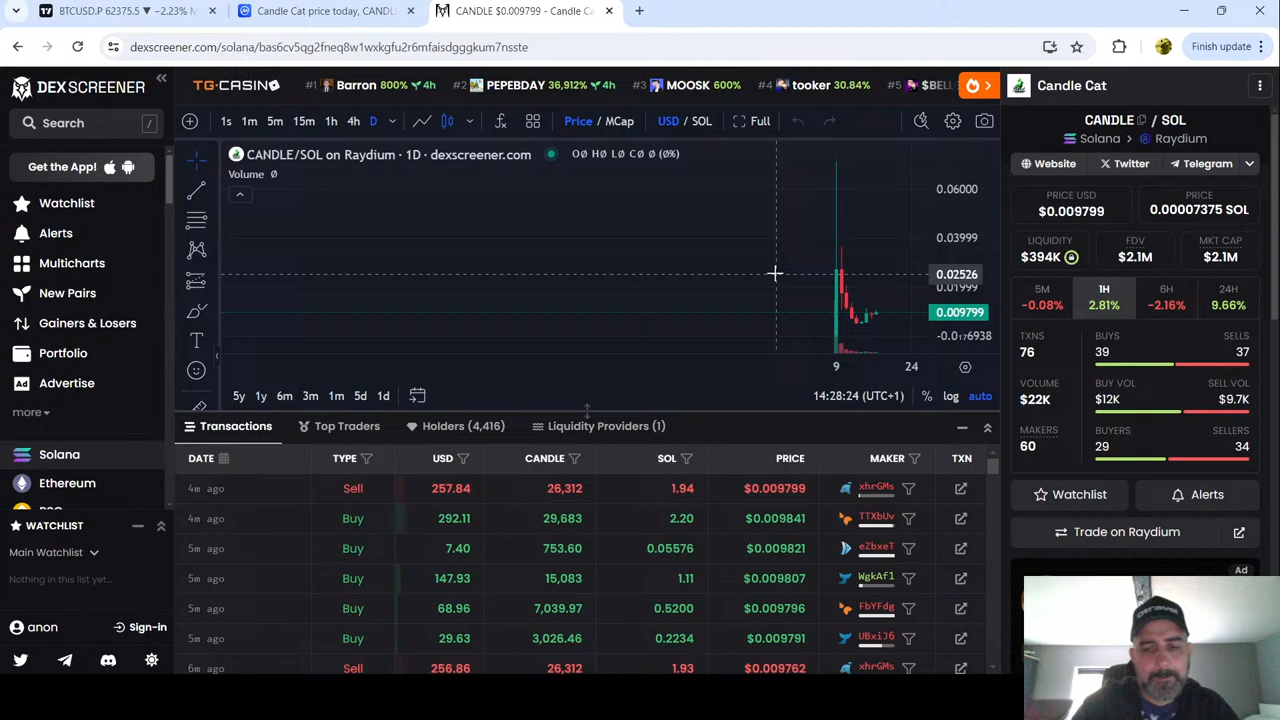 BTCUSD.P 62375.5 ▼ −2.23% M
Candle Cat price today, CANDL
CANDLE $0.009799 - Candle Ca
dexscreener.com/solana/bas6cv5qg2fneq8w1wxkgfu2r6mfaisdgggkum7nsste
Finish update
DEXSCREENER
TG.CASINO
#1 Barron 800% 4h
#2 PEPEBDAY 36,912% 4h
#3 MOOSK 600%
#4 tooker 30.84%
#5 $BELL
Candle Cat
Search /
1s 1m 5m 15m 1h 4h D
Price / MCap
USD / SOL
Full
CANDLE / SOL
Solana > Raydium
Get the App!
CANDLE/SOL on Raydium · 1D · dexscreener.com
O∅ H∅ L∅ C∅ ∅ (∅%)
Volume ∅
Website
Twitter
Telegram
Watchlist
Alerts
Multicharts
New Pairs
Gainers & Losers
Portfolio
Advertise
more
0.06000
0.03999
0.02526
0.01999
0.009799
9 24
PRICE USD
$0.009799
PRICE
0.00007375 SOL
LIQUIDITY
$394K
FDV
$2.1M
MKT CAP
$2.1M
5M
-0.08%
1H
2.81%
6H
-2.16%
24H
9.66%
TXNS
76
BUYS
39
SELLS
37
VOLUME
$22K
BUY VOL
$12K
SELL VOL
$9.7K
MAKERS
60
BUYERS
29
SELLERS
34
5y 1y 6m 3m 1m 5d 1d
14:28:24 (UTC+1)
% log auto
Transactions
Top Traders
Holders (4,416)
Liquidity Providers (1)
DATE TYPE USD CANDLE SOL PRICE MAKER TXN
4m ago Sell 257.84 26,312 1.94 $0.009799 xhrGMs
4m ago Buy 292.11 29,683 2.20 $0.009841 TTXbUv
5m ago Buy 7.40 753.60 0.05576 $0.009821 eZbxeT
5m ago Buy 147.93 15,083 1.11 $0.009807 WgkAf1
5m ago Buy 68.96 7,039.97 0.5200 $0.009796 FbYFdg
5m ago Buy 29.63 3,026.46 0.2234 $0.009791 UBxiJ6
6m ago Sell 256.86 26,312 1.93 $0.009762 xhrGMs
Solana
Ethereum
WATCHLIST
Main Watchlist
Nothing in this list yet...
anon
Sign-in
Watchlist
Alerts
Trade on Raydium
Ad